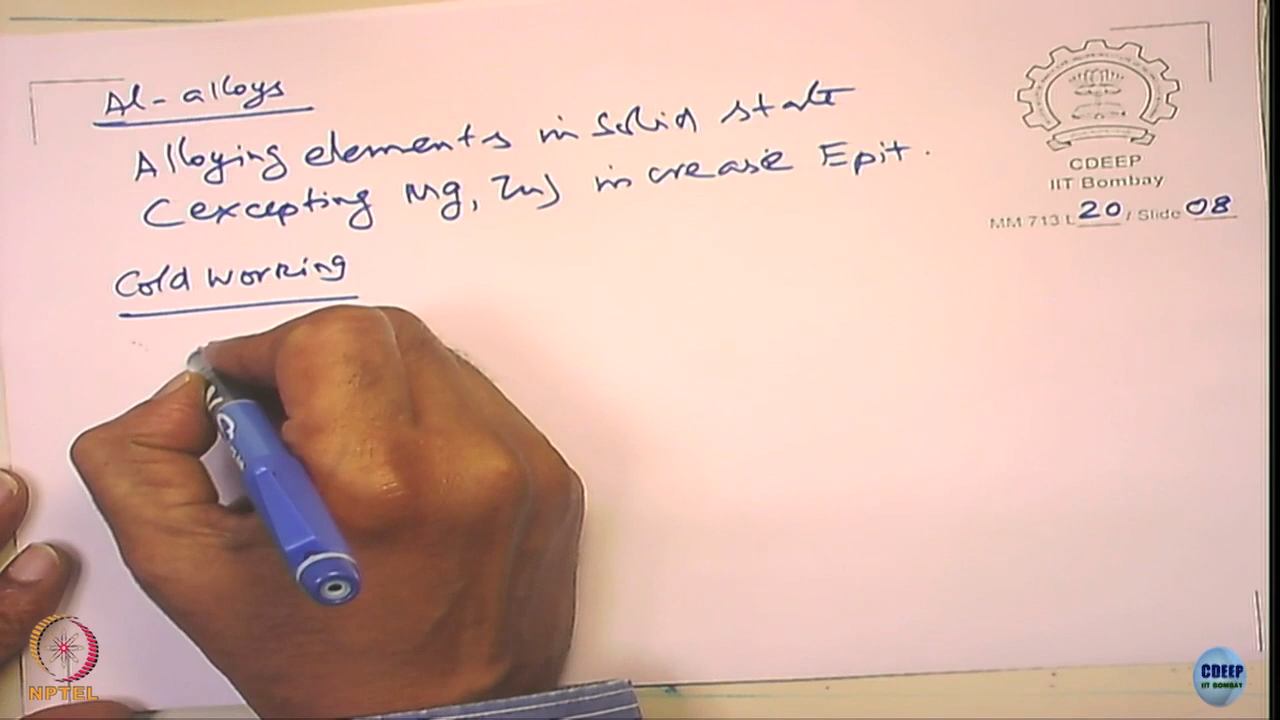 Al-alloys
Alloying elements in solid state
(excepting Mg, Zn) increase Epit.
Cold working
CDEEP
IIT Bombay
MM 713 L 20 / Slide 08
NPTEL
CDEEP
IIT BOMBAY